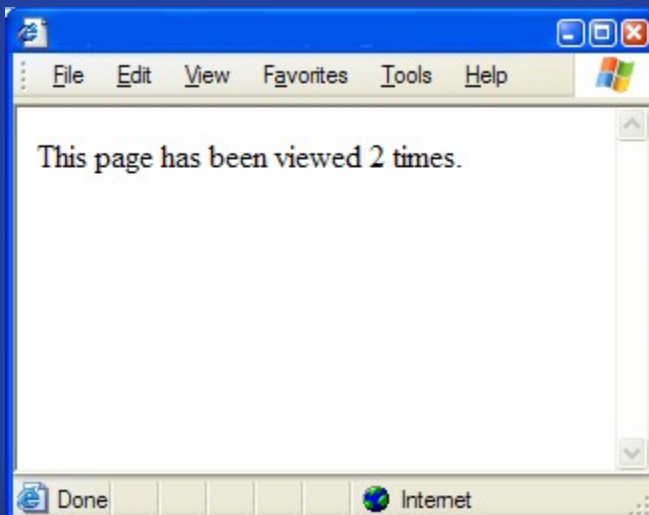 File Edit View Favorites Tools Help
This page has been viewed 2 times.
Done Internet